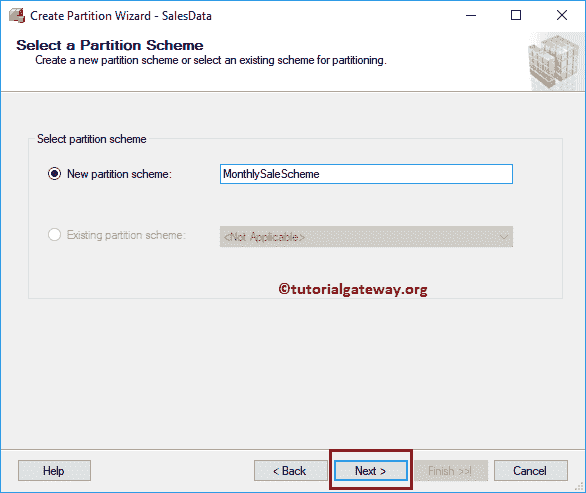 Create Partition Wizard - SalesData
Select a Partition Scheme
Create a new partition scheme or select an existing scheme for partitioning.
Select partition scheme
New partition scheme: MonthlySaleScheme
Existing partition scheme: <Not Applicable>
©tutorialgateway.org
Help < Back Next > Finish >>| Cancel